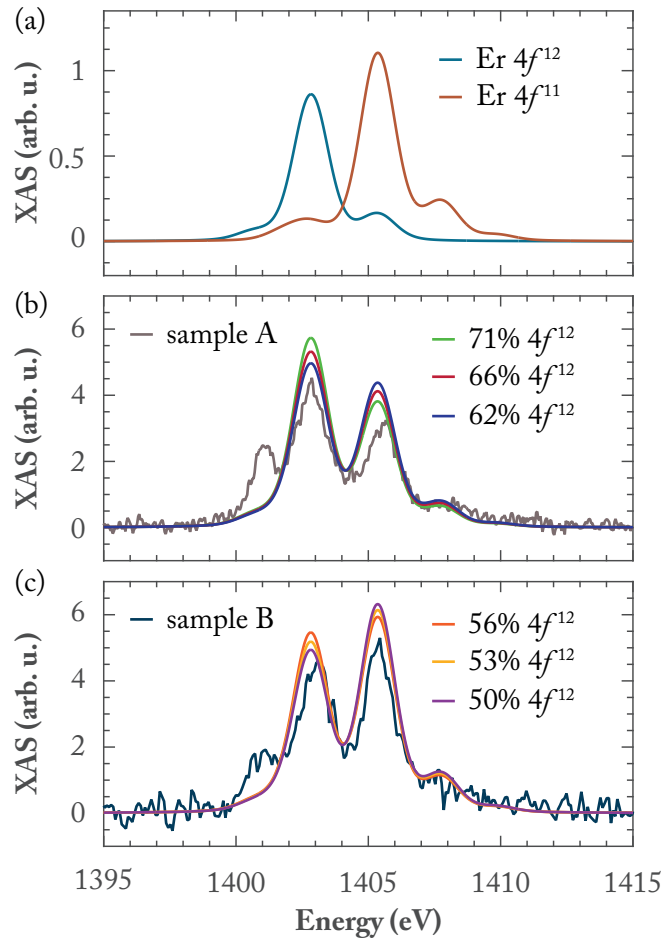 (a)
XAS (arb. u.)
1
0.5
0
Er 4f¹²
Er 4f¹¹
(b)
XAS (arb. u.)
6
4
2
0
sample A
71% 4f¹²
66% 4f¹²
62% 4f¹²
(c)
XAS (arb. u.)
6
4
2
0
sample B
56% 4f¹²
53% 4f¹²
50% 4f¹²
1395 1400 1405 1410 1415
Energy (eV)